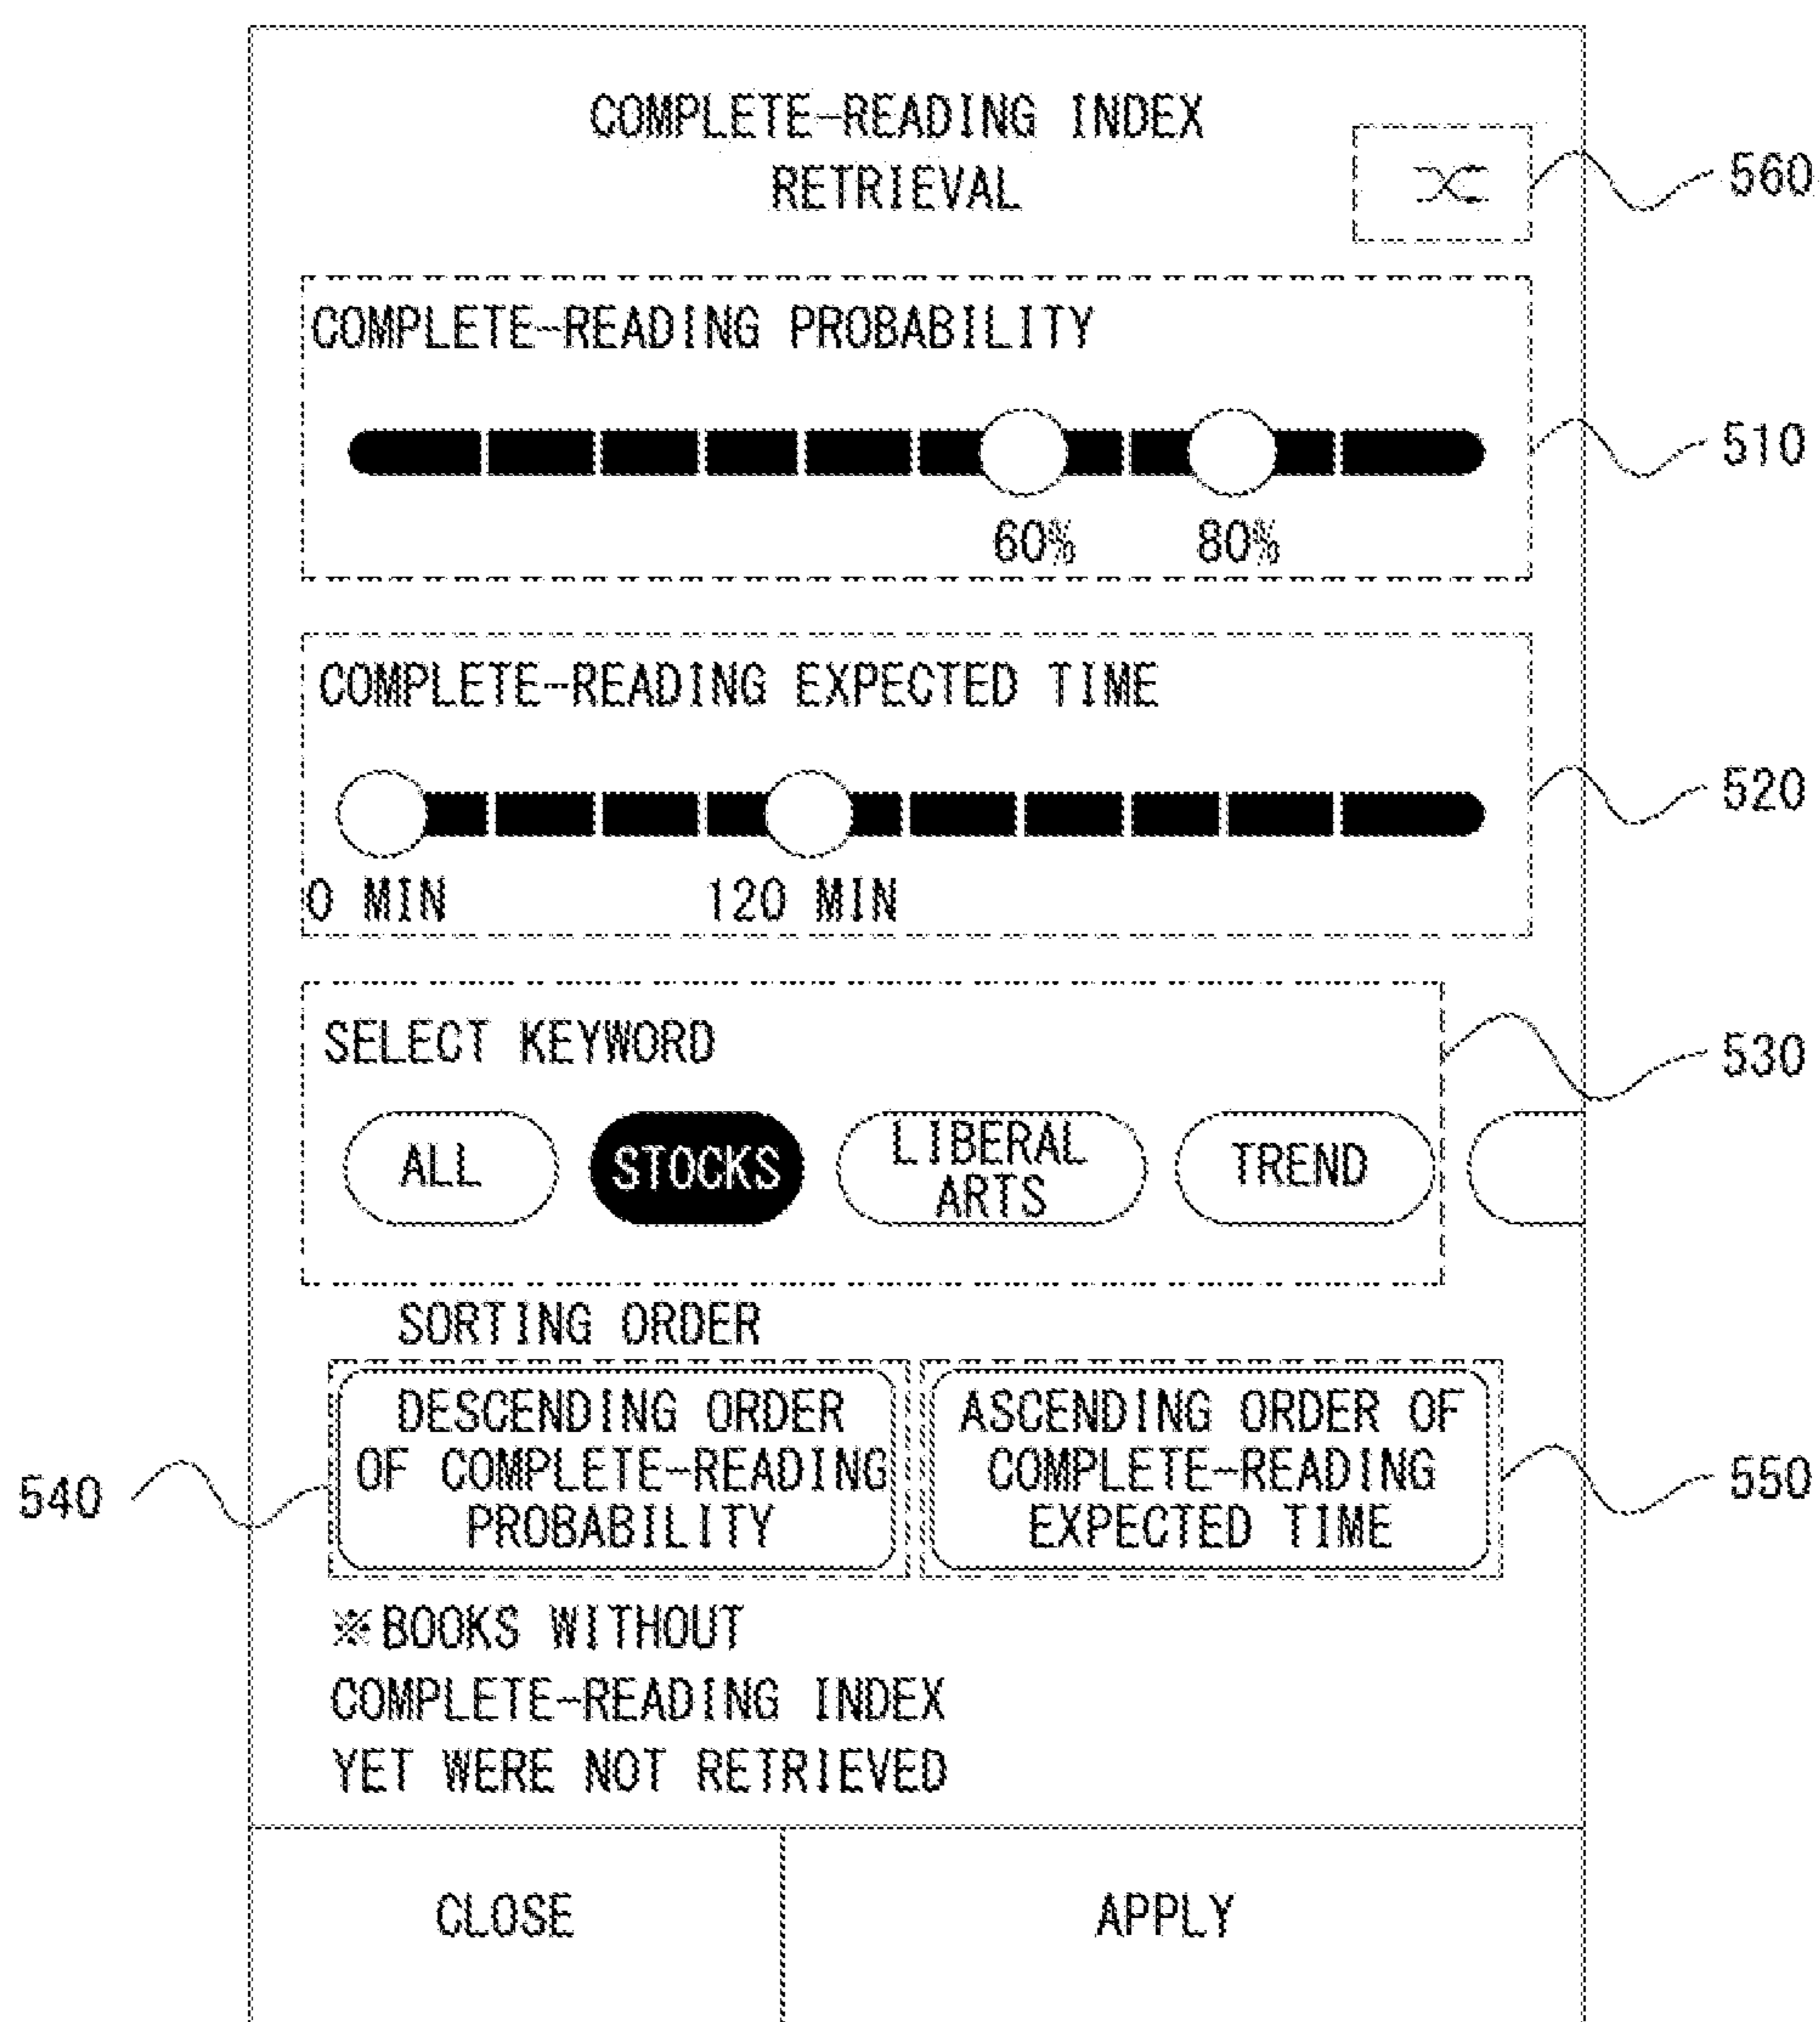 COMPLETE-READING INDEX
RETRIEVAL
560
COMPLETE-READING PROBABILITY
510
60% 80%
COMPLETE-READING EXPECTED TIME
520
0 MIN 120 MIN
SELECT KEYWORD
530
ALL STOCKS LIBERAL ARTS TREND
SORTING ORDER
DESCENDING ORDER
OF COMPLETE-READING
PROBABILITY
540
ASCENDING ORDER OF
COMPLETE-READING
EXPECTED TIME
550
※BOOKS WITHOUT
COMPLETE-READING INDEX
YET WERE NOT RETRIEVED
CLOSE APPLY